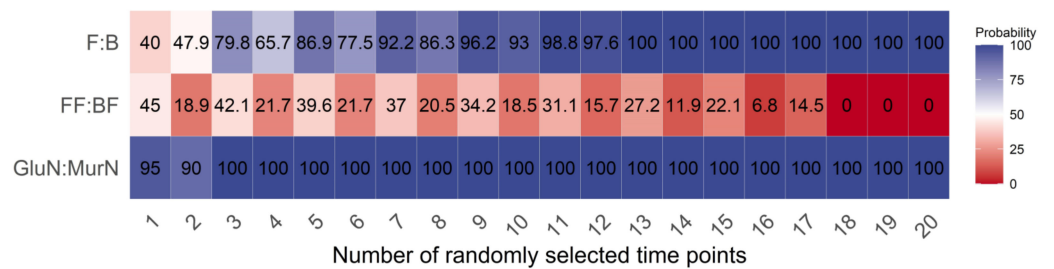 F:B 40 47.9 79.8 65.7 86.9 77.5 92.2 86.3 96.2 93 98.8 97.6 100 100 100 100 100 100 100 100
FF:BF 45 18.9 42.1 21.7 39.6 21.7 37 20.5 34.2 18.5 31.1 15.7 27.2 11.9 22.1 6.8 14.5 0 0 0
GluN:MurN 95 90 100 100 100 100 100 100 100 100 100 100 100 100 100 100 100 100 100 100
1 2 3 4 5 6 7 8 9 10 11 12 13 14 15 16 17 18 19 20
Number of randomly selected time points
Probability
100
75
50
25
0